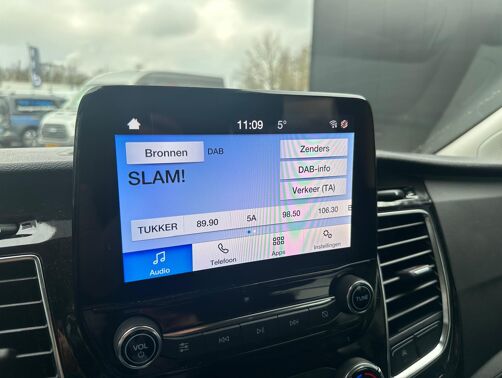 11:09 5°
Bronnen DAB Zenders
SLAM! DAB-info
Verkeer (TA)
TUKKER 89.90 5A 98.50 106.30
Audio Telefoon Apps Instellingen
VOL TUNE